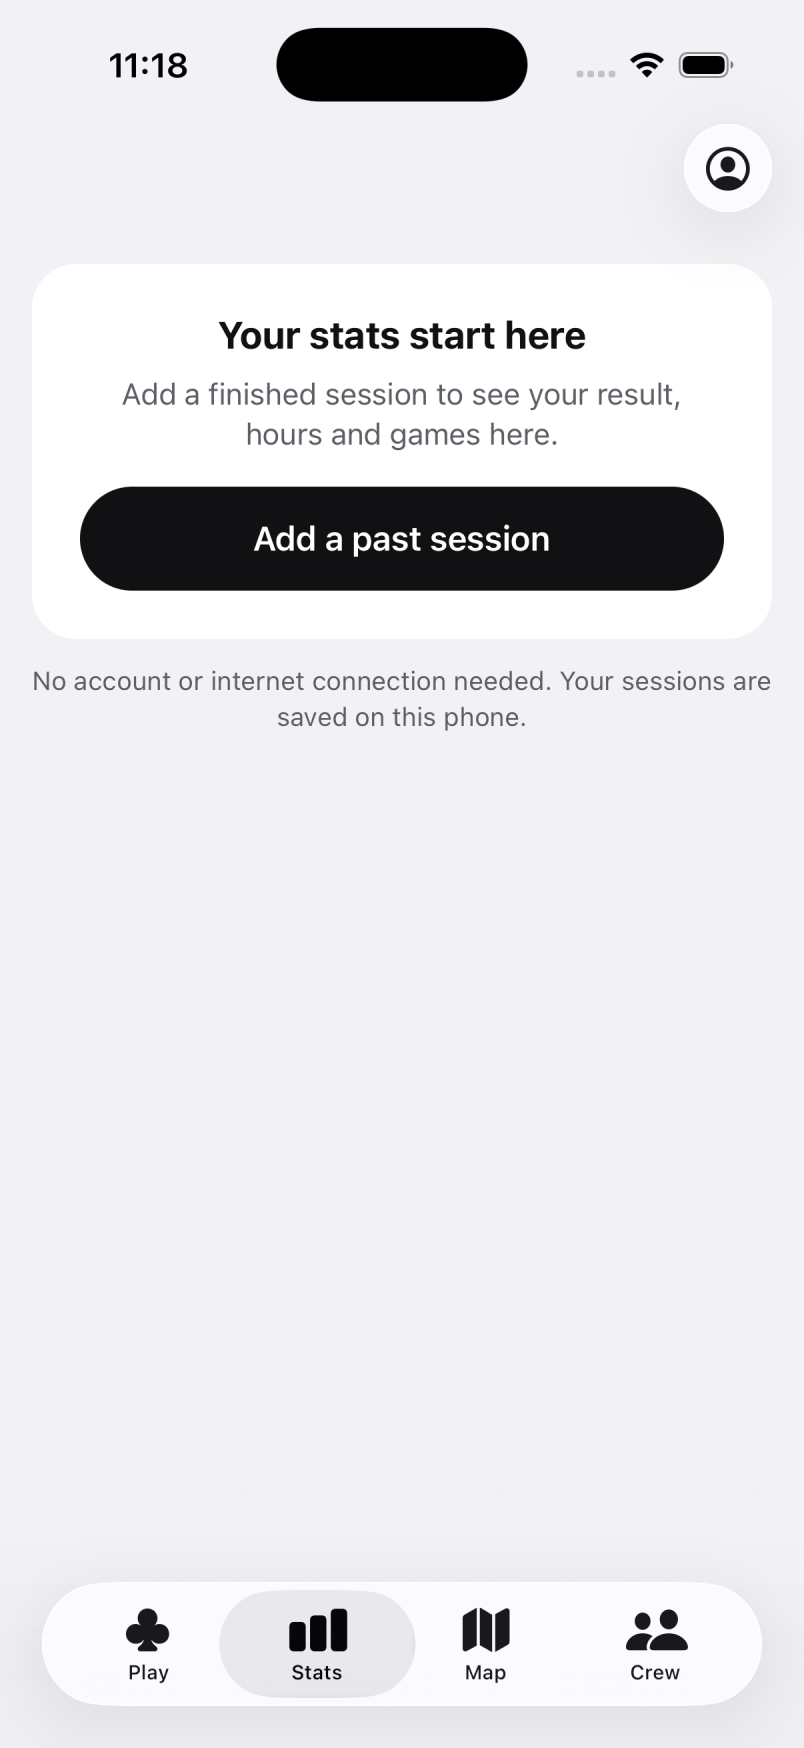 11:18
Your stats start here
Add a finished session to see your result,
hours and games here.
Add a past session
No account or internet connection needed. Your sessions are
saved on this phone.
Play
Stats
Map
Crew